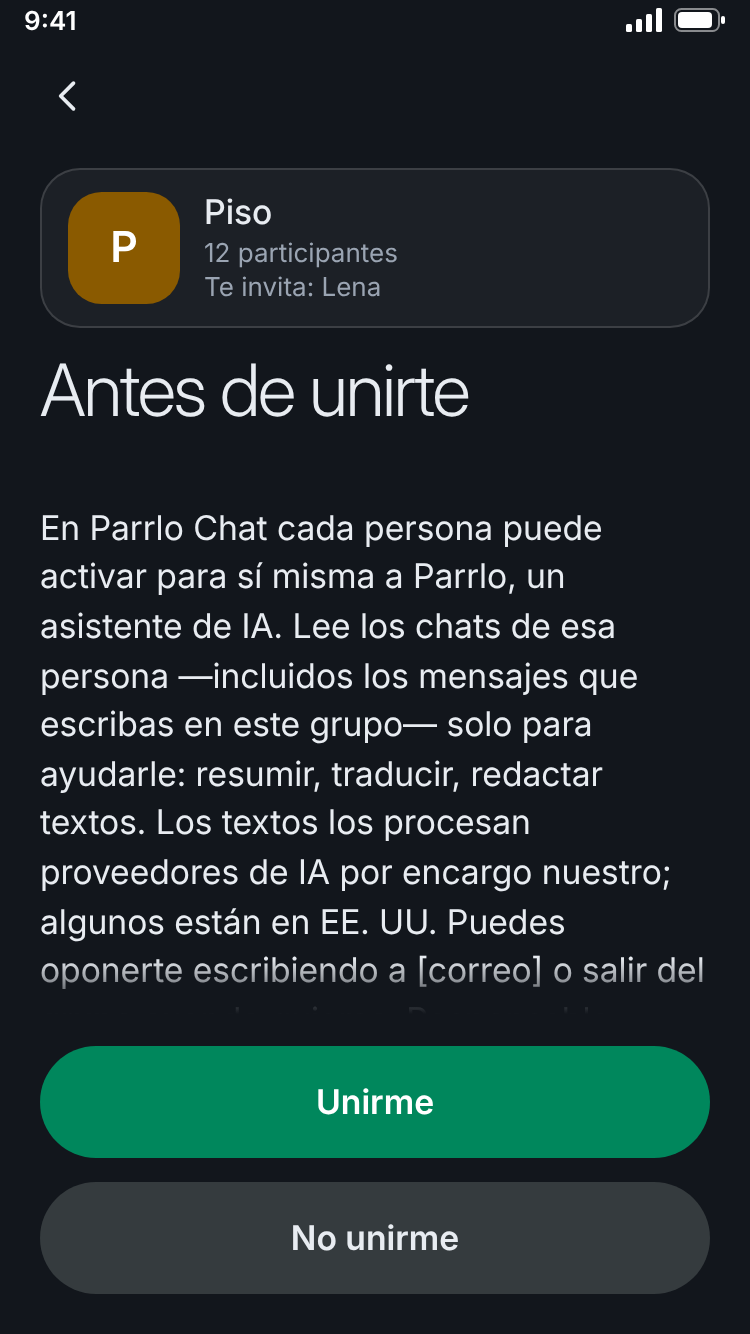 9:41
P
Piso
12 participantes
Te invita: Lena
Antes de unirte
En Parrlo Chat cada persona puede
activar para sí misma a Parrlo, un
asistente de IA. Lee los chats de esa
persona —incluidos los mensajes que
escribas en este grupo— solo para
ayudarle: resumir, traducir, redactar
textos. Los textos los procesan
proveedores de IA por encargo nuestro;
algunos están en EE. UU. Puedes
oponerte escribiendo a [correo] o salir del
Unirme
No unirme